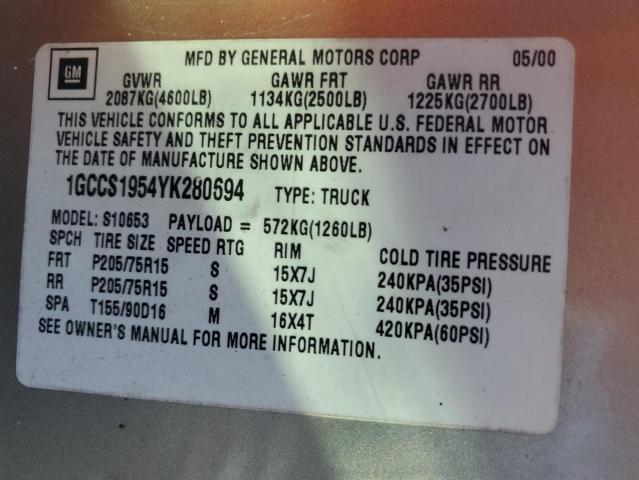 GM
MFD BY GENERAL MOTORS CORP 05/00
GVWR GAWR FRT GAWR RR
2087KG(4600LB) 1134KG(2500LB) 1225KG(2700LB)
THIS VEHICLE CONFORMS TO ALL APPLICABLE U.S. FEDERAL MOTOR
VEHICLE SAFETY AND THEFT PREVENTION STANDARDS IN EFFECT ON
THE DATE OF MANUFACTURE SHOWN ABOVE.
1GCCS1954YK280694 TYPE: TRUCK
MODEL: S10653 PAYLOAD = 572KG(1260LB)
SPCH TIRE SIZE SPEED RTG RIM COLD TIRE PRESSURE
FRT P205/75R15 S 15X7J 240KPA(35PSI)
RR P205/75R15 S 15X7J 240KPA(35PSI)
SPA T155/90D16 M 16X4T 420KPA(60PSI)
SEE OWNER'S MANUAL FOR MORE INFORMATION.